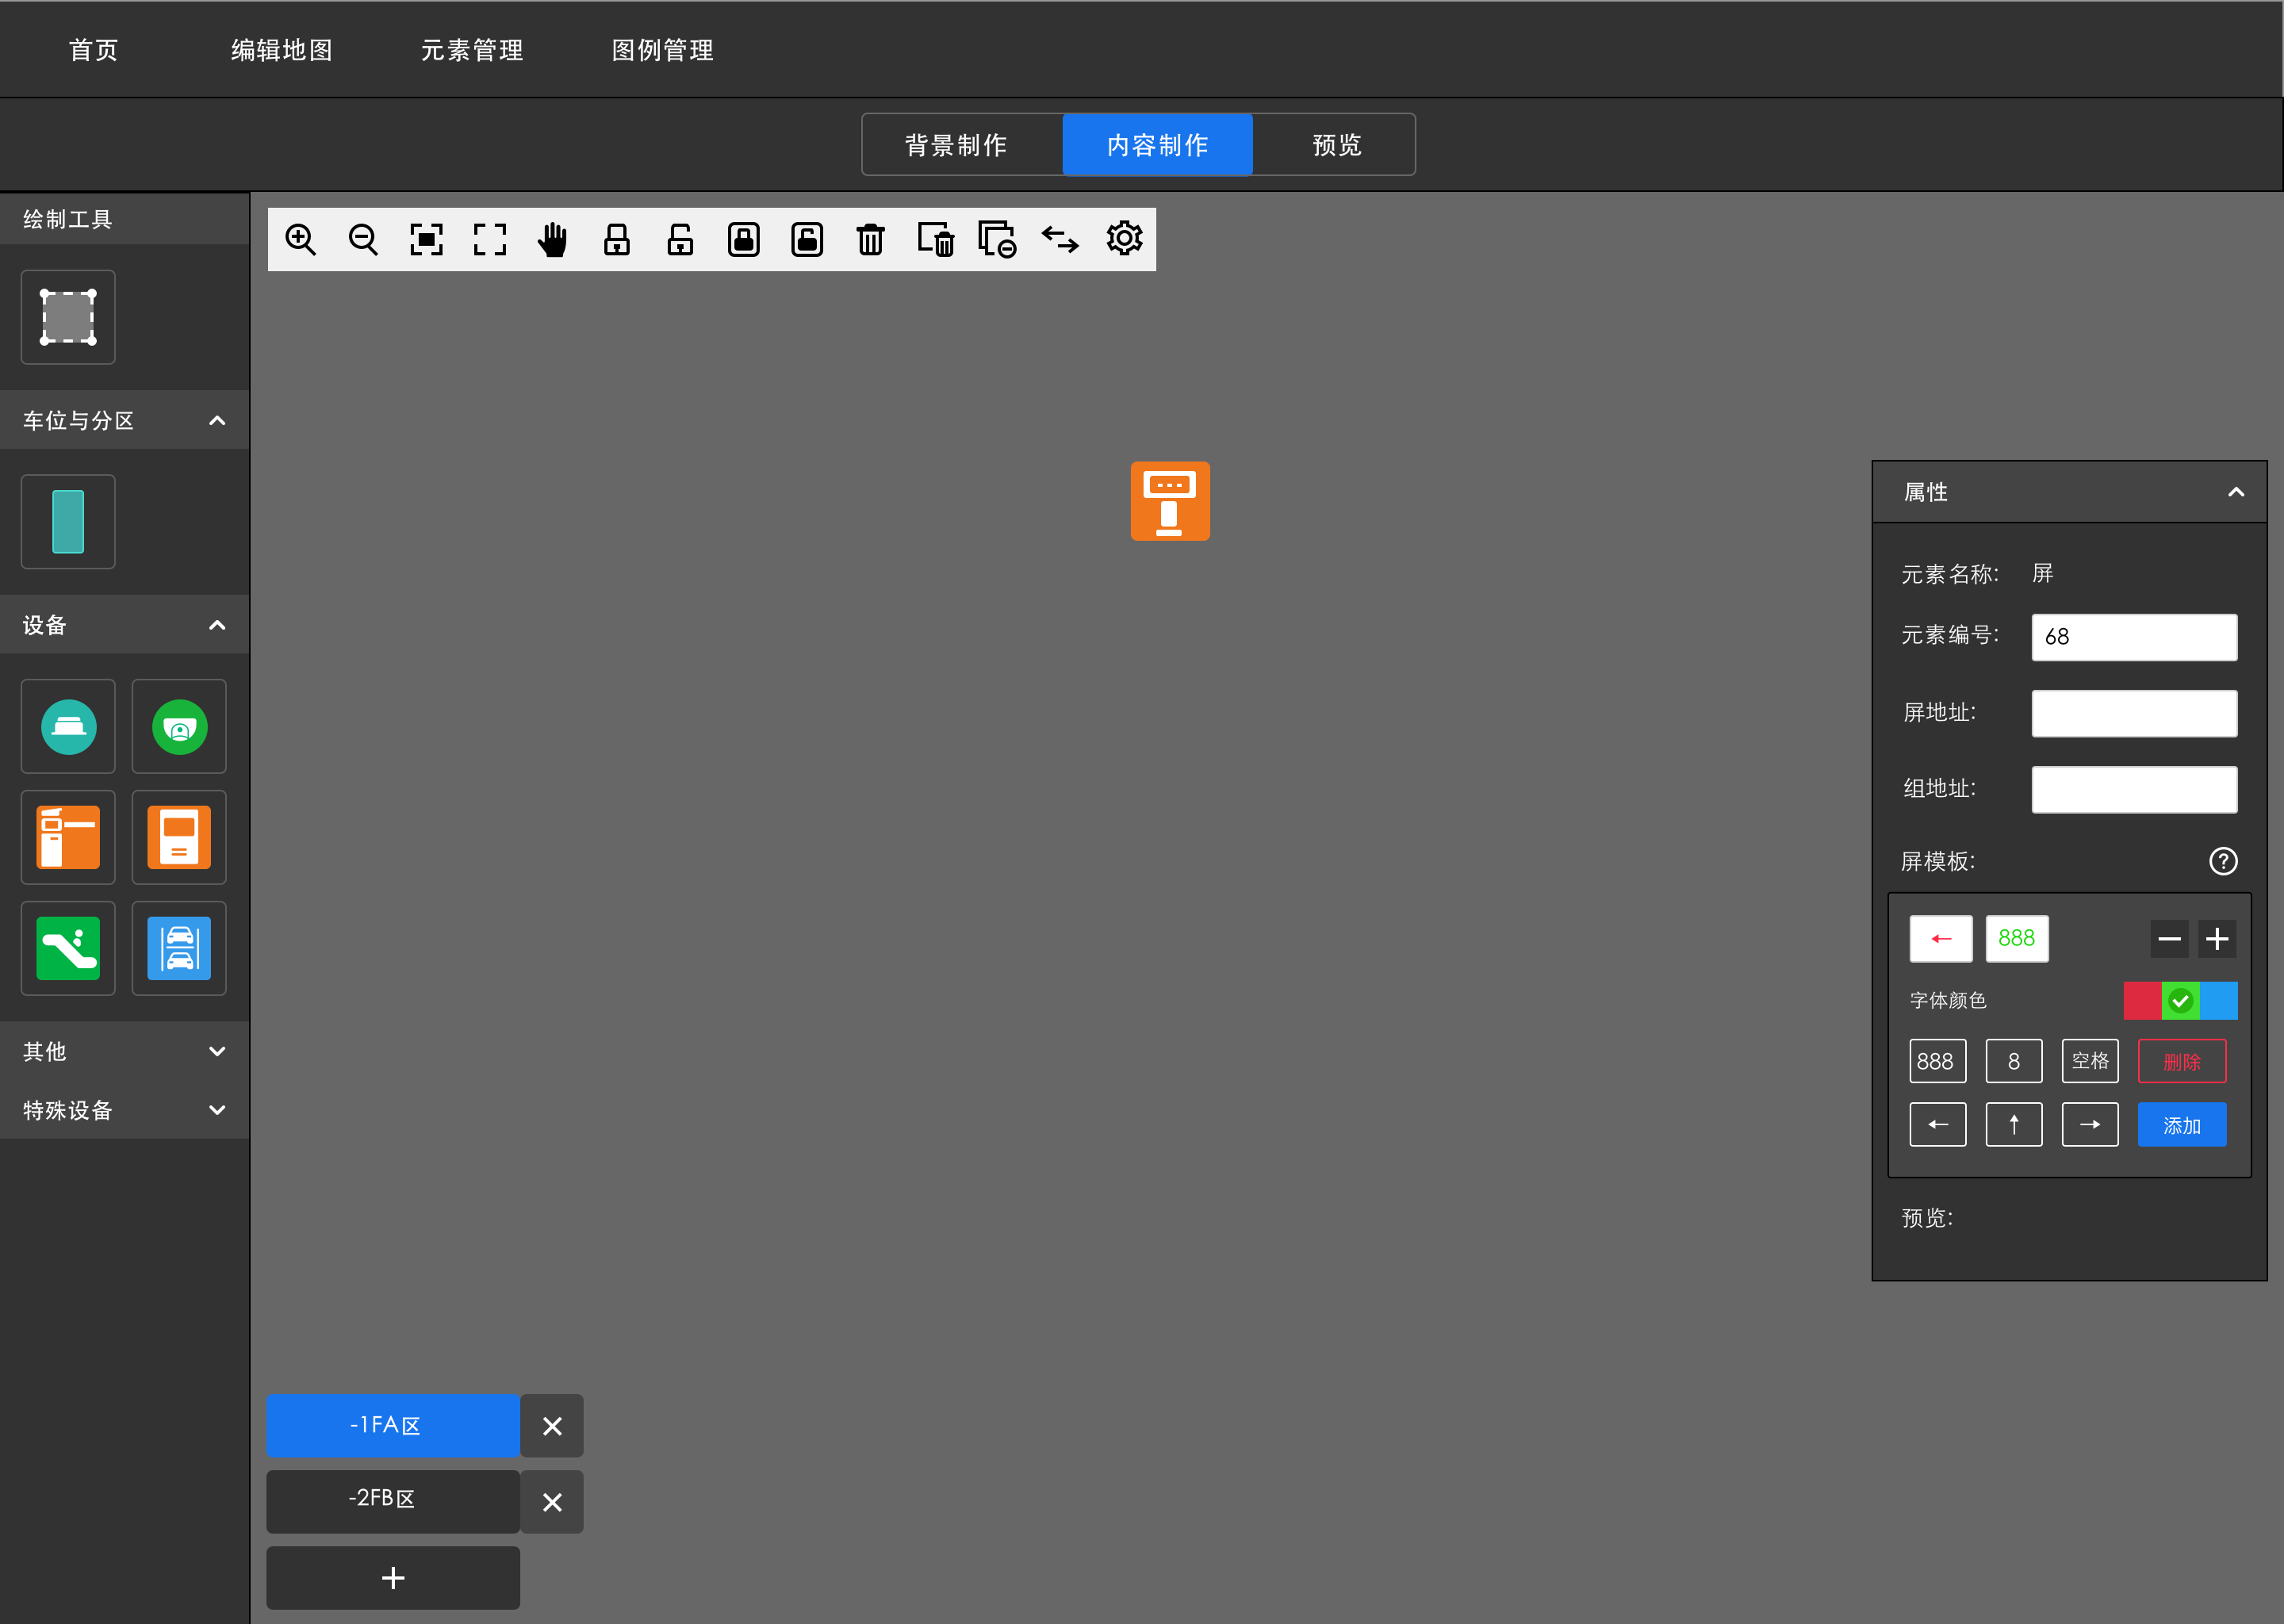 首页 编辑地图 元素管理 图例管理
背景制作 内容制作 预览
绘制工具
车位与分区
设备
其他
特殊设备
-1FA区
-2FB区
属性
元素名称: 屏
元素编号: 68
屏地址:
组地址:
屏模板: ?
← 888
字体颜色
888 8 空格 删除
← ↑ → 添加
预览: